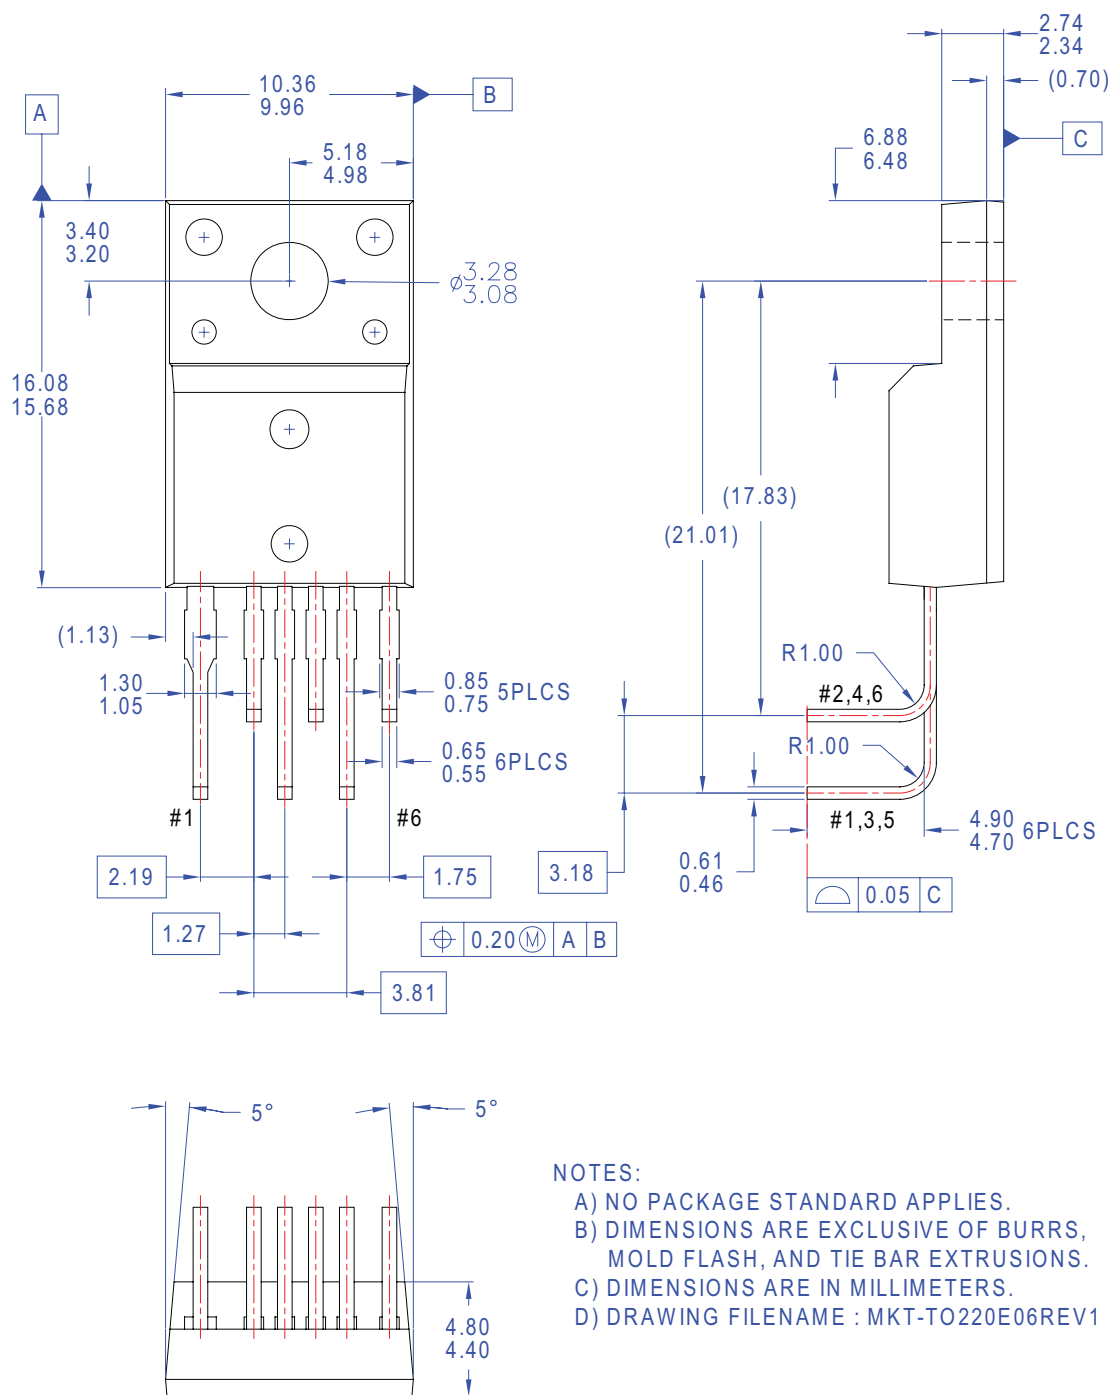 2.74
2.34
(0.70)
10.36
9.96
B
A
5.18
4.98
6.88
6.48
C
3.40
3.20
ø3.28
3.08
16.08
15.68
(17.83)
(21.01)
(1.13)
1.30
1.05
0.85
0.75 5PLCS
0.65
0.55 6PLCS
R1.00
#2,4,6
R1.00
#1
#6
#1,3,5
4.90
4.70 6PLCS
2.19
1.75
3.18
0.61
0.46
⌓ 0.05 C
1.27
⌖ 0.20 Ⓜ A B
3.81
5°
5°
4.80
4.40
NOTES:
A) NO PACKAGE STANDARD APPLIES.
B) DIMENSIONS ARE EXCLUSIVE OF BURRS,
MOLD FLASH, AND TIE BAR EXTRUSIONS.
C) DIMENSIONS ARE IN MILLIMETERS.
D) DRAWING FILENAME : MKT-TO220E06REV1